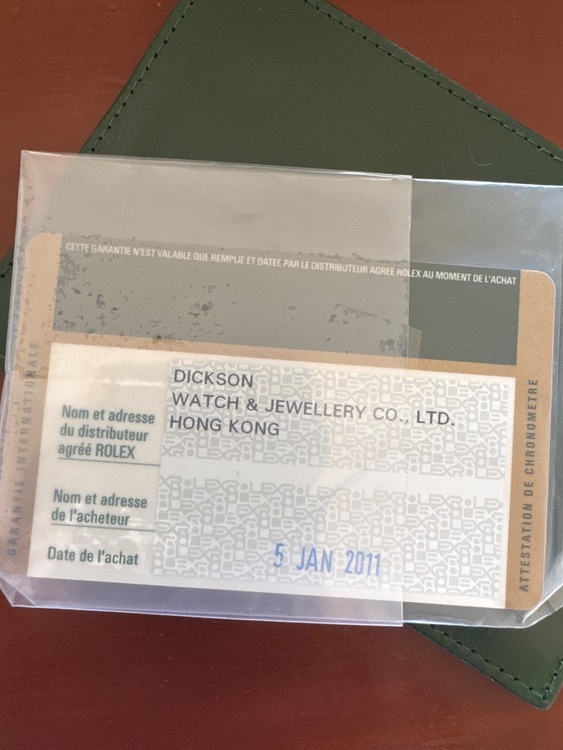 CETTE GARANTIE N'EST VALABLE QUE REMPLIE ET DATEE PAR LE DISTRIBUTEUR AGREE ROLEX AU MOMENT DE L'ACHAT
GARANTIE INTERNATIONALE
DICKSON
WATCH & JEWELLERY CO., LTD.
HONG KONG
Nom et adresse
du distributeur
agréé ROLEX
Nom et adresse
de l'acheteur
Date de l'achat
5 JAN 2011
ATTESTATION DE CHRONOMETRE